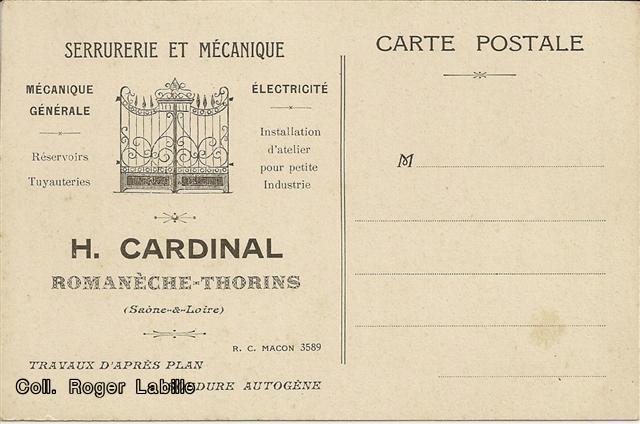 SERRURERIE ET MÉCANIQUE
MÉCANIQUE
GÉNÉRALE
Réservoirs
Tuyauteries
ÉLECTRICITÉ
Installation
d'atelier
pour petite
Industrie
H. CARDINAL
ROMANÈCHE-THORINS
(Saône-&-Loire)
R. C. MACON 3589
TRAVAUX D'APRÈS PLAN
DURE AUTOGÈNE
Coll. Roger Labille
CARTE POSTALE
M